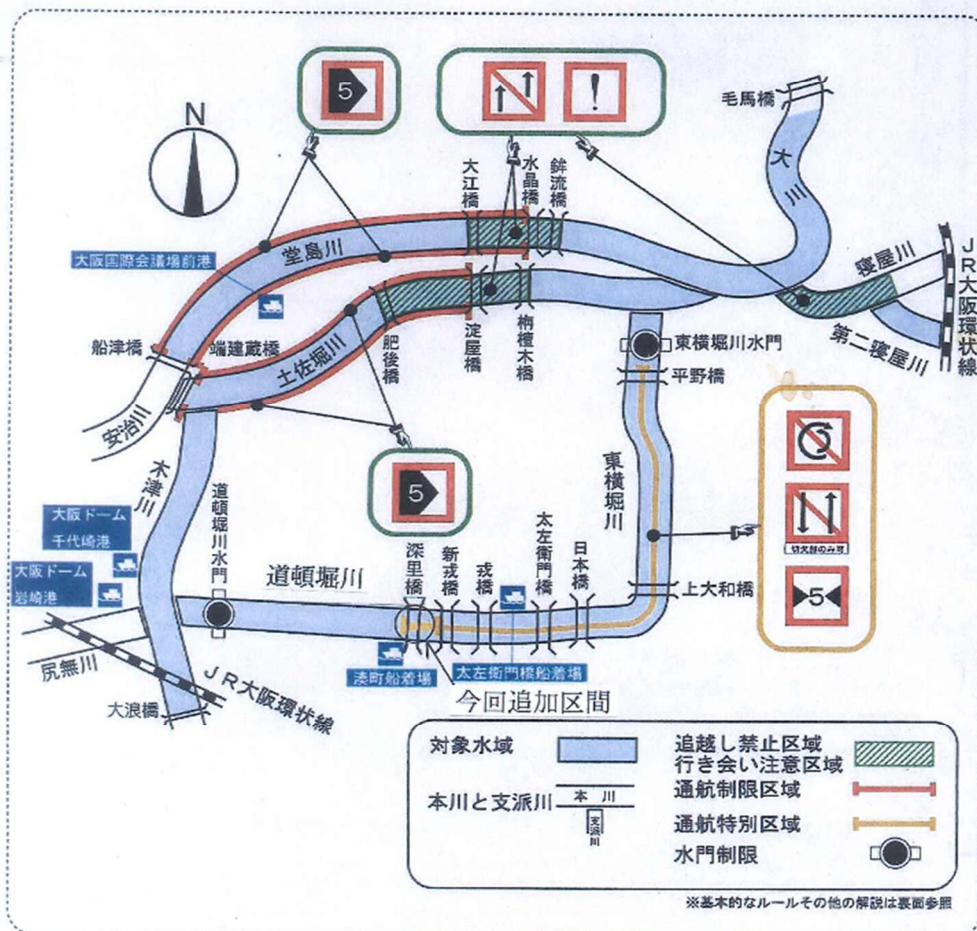 N
5
!
毛馬橋
大川
大江橋
水晶橋
鉾流橋
堂島川
大阪国際会議場前港
寝屋川
JR大阪環状線
第二寝屋川
船津橋
端建蔵橋
土佐堀川
肥後橋
淀屋橋
栴檀木橋
東横堀川水門
平野橋
安治川
木津川
5
東横堀川
大阪ドーム
千代崎港
大阪ドーム
岩崎港
道頓堀川水門
道頓堀川
深里橋
新戎橋
戎橋
太左衛門橋
日本橋
上大和橋
5
尻無川
JR大阪環状線
大浪橋
湊町船着場
太左衛門橋船着場
今回追加区間
対象水域
本川と支派川
本川
支派川
追越し禁止区域
行き会い注意区域
通航制限区域
通航特別区域
水門制限
※基本的なルールその他の解説は裏面参照